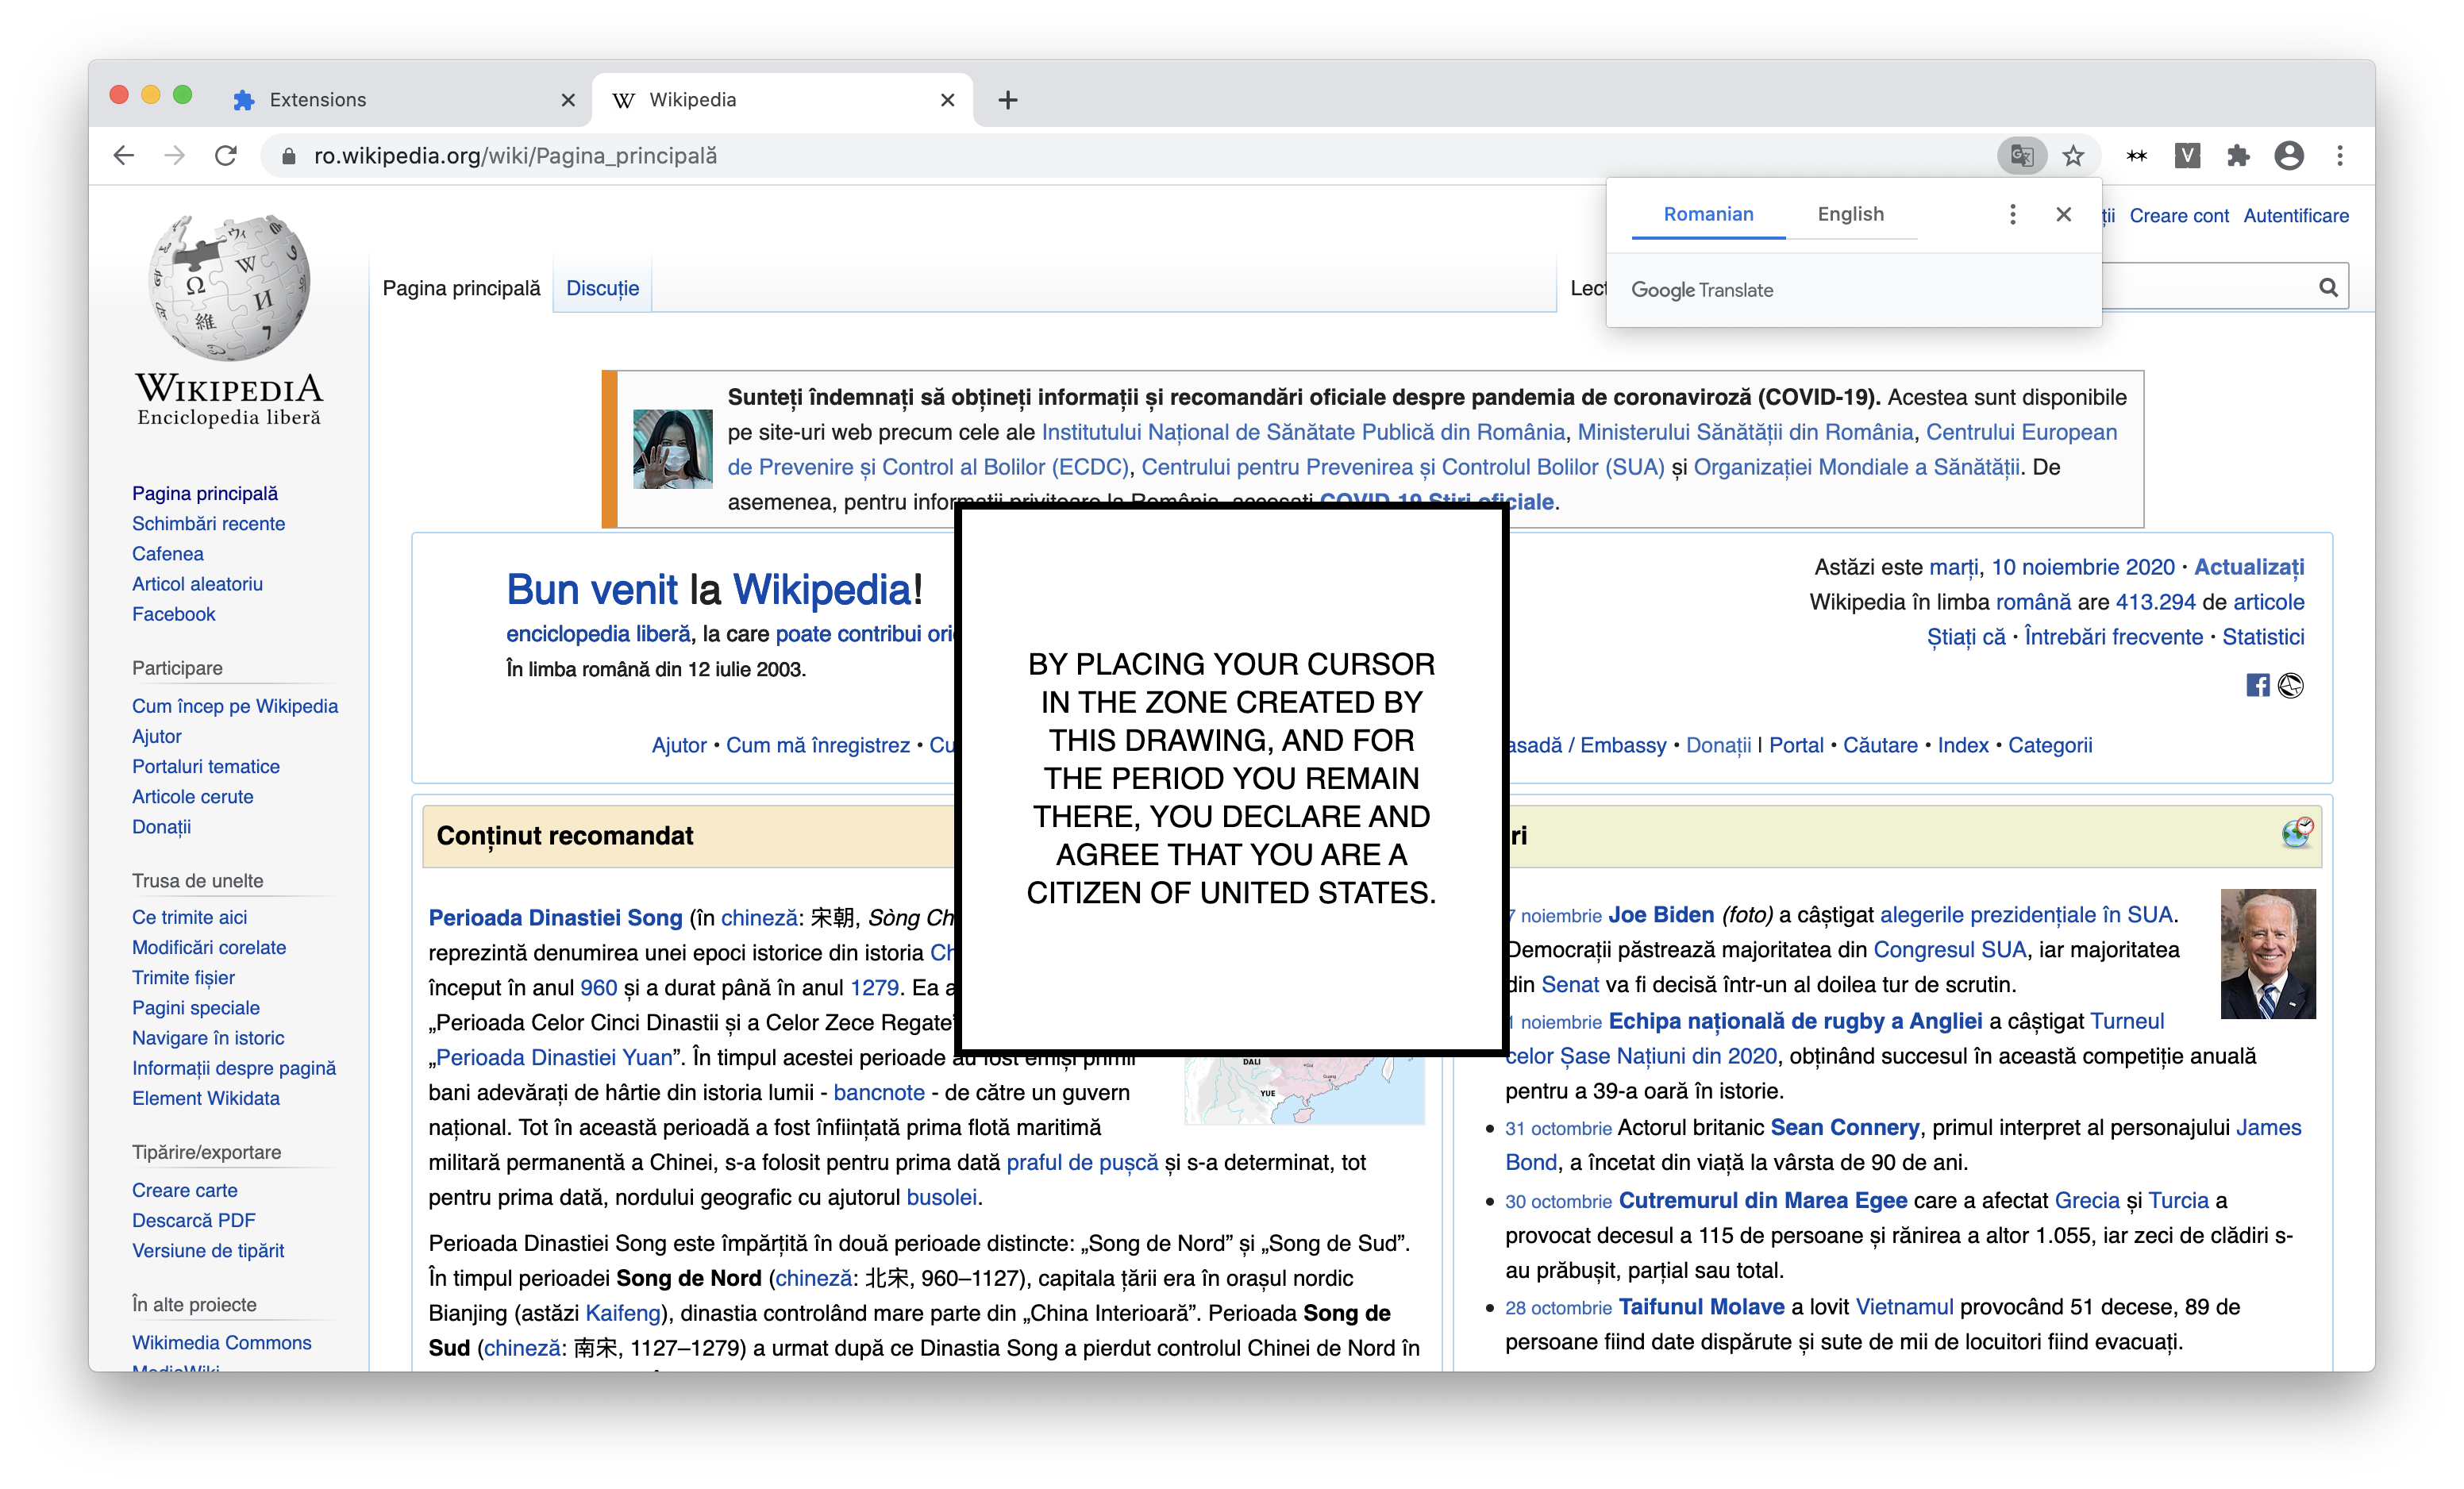 Extensions
Wikipedia
ro.wikipedia.org/wiki/Pagina_principală
V
Romanian English
Google Translate
ții Creare cont Autentificare
WIKIPEDIA
Enciclopedia liberă
Pagina principală Discuție
Lect
Sunteți îndemnați să obțineți informații și recomandări oficiale despre pandemia de coronaviroză (COVID-19). Acestea sunt disponibile
pe site-uri web precum cele ale Institutului Național de Sănătate Publică din România, Ministerului Sănătății din România, Centrului European
de Prevenire și Control al Bolilor (ECDC), Centrului pentru Prevenirea și Controlul Bolilor (SUA) și Organizației Mondiale a Sănătății. De
asemenea, pentru informații privitoare la România, accesați COVID-19 Știri oficiale.
Pagina principală
Schimbări recente
Cafenea
Articol aleatoriu
Facebook
Participare
Cum încep pe Wikipedia
Ajutor
Portaluri tematice
Articole cerute
Donații
Trusa de unelte
Ce trimite aici
Modificări corelate
Trimite fișier
Pagini speciale
Navigare în istoric
Informații despre pagină
Element Wikidata
Tipărire/exportare
Creare carte
Descarcă PDF
Versiune de tipărit
În alte proiecte
Wikimedia Commons
MediaWiki
Bun venit la Wikipedia!
enciclopedia liberă, la care poate contribui ori
În limba română din 12 iulie 2003.
Astăzi este marți, 10 noiembrie 2020 · Actualizați
Wikipedia în limba română are 413.294 de articole
Știați că · Întrebări frecvente · Statistici
Ajutor • Cum mă înregistrez • Cu
asadă / Embassy • Donații | Portal • Căutare • Index • Categorii
BY PLACING YOUR CURSOR
IN THE ZONE CREATED BY
THIS DRAWING, AND FOR
THE PERIOD YOU REMAIN
THERE, YOU DECLARE AND
AGREE THAT YOU ARE A
CITIZEN OF UNITED STATES.
Conținut recomandat
Perioada Dinastiei Song (în chineză: 宋朝, Sòng Ch
reprezintă denumirea unei epoci istorice din istoria Ch
început în anul 960 și a durat până în anul 1279. Ea a
„Perioada Celor Cinci Dinastii și a Celor Zece Regate”
„Perioada Dinastiei Yuan”. În timpul acestei perioade au fost emiși primii
bani adevărați de hârtie din istoria lumii - bancnote - de către un guvern
național. Tot în această perioadă a fost înființată prima flotă maritimă
militară permanentă a Chinei, s-a folosit pentru prima dată praful de pușcă și s-a determinat, tot
pentru prima dată, nordului geografic cu ajutorul busolei.
DALI
YUE
Perioada Dinastiei Song este împărțită în două perioade distincte: „Song de Nord” și „Song de Sud”.
În timpul perioadei Song de Nord (chineză: 北宋, 960–1127), capitala țării era în orașul nordic
Bianjing (astăzi Kaifeng), dinastia controlând mare parte din „China Interioară”. Perioada Song de
Sud (chineză: 南宋, 1127–1279) a urmat după ce Dinastia Song a pierdut controlul Chinei de Nord în
ri
7 noiembrie Joe Biden (foto) a câștigat alegerile prezidențiale în SUA.
Democrații păstrează majoritatea din Congresul SUA, iar majoritatea
din Senat va fi decisă într-un al doilea tur de scrutin.
1 noiembrie Echipa națională de rugby a Angliei a câștigat Turneul
celor Șase Națiuni din 2020, obținând succesul în această competiție anuală
pentru a 39-a oară în istorie.
• 31 octombrie Actorul britanic Sean Connery, primul interpret al personajului James
Bond, a încetat din viață la vârsta de 90 de ani.
• 30 octombrie Cutremurul din Marea Egee care a afectat Grecia și Turcia a
provocat decesul a 115 de persoane și rănirea a altor 1.055, iar zeci de clădiri s-
au prăbușit, parțial sau total.
• 28 octombrie Taifunul Molave a lovit Vietnamul provocând 51 decese, 89 de
persoane fiind date dispărute și sute de mii de locuitori fiind evacuați.